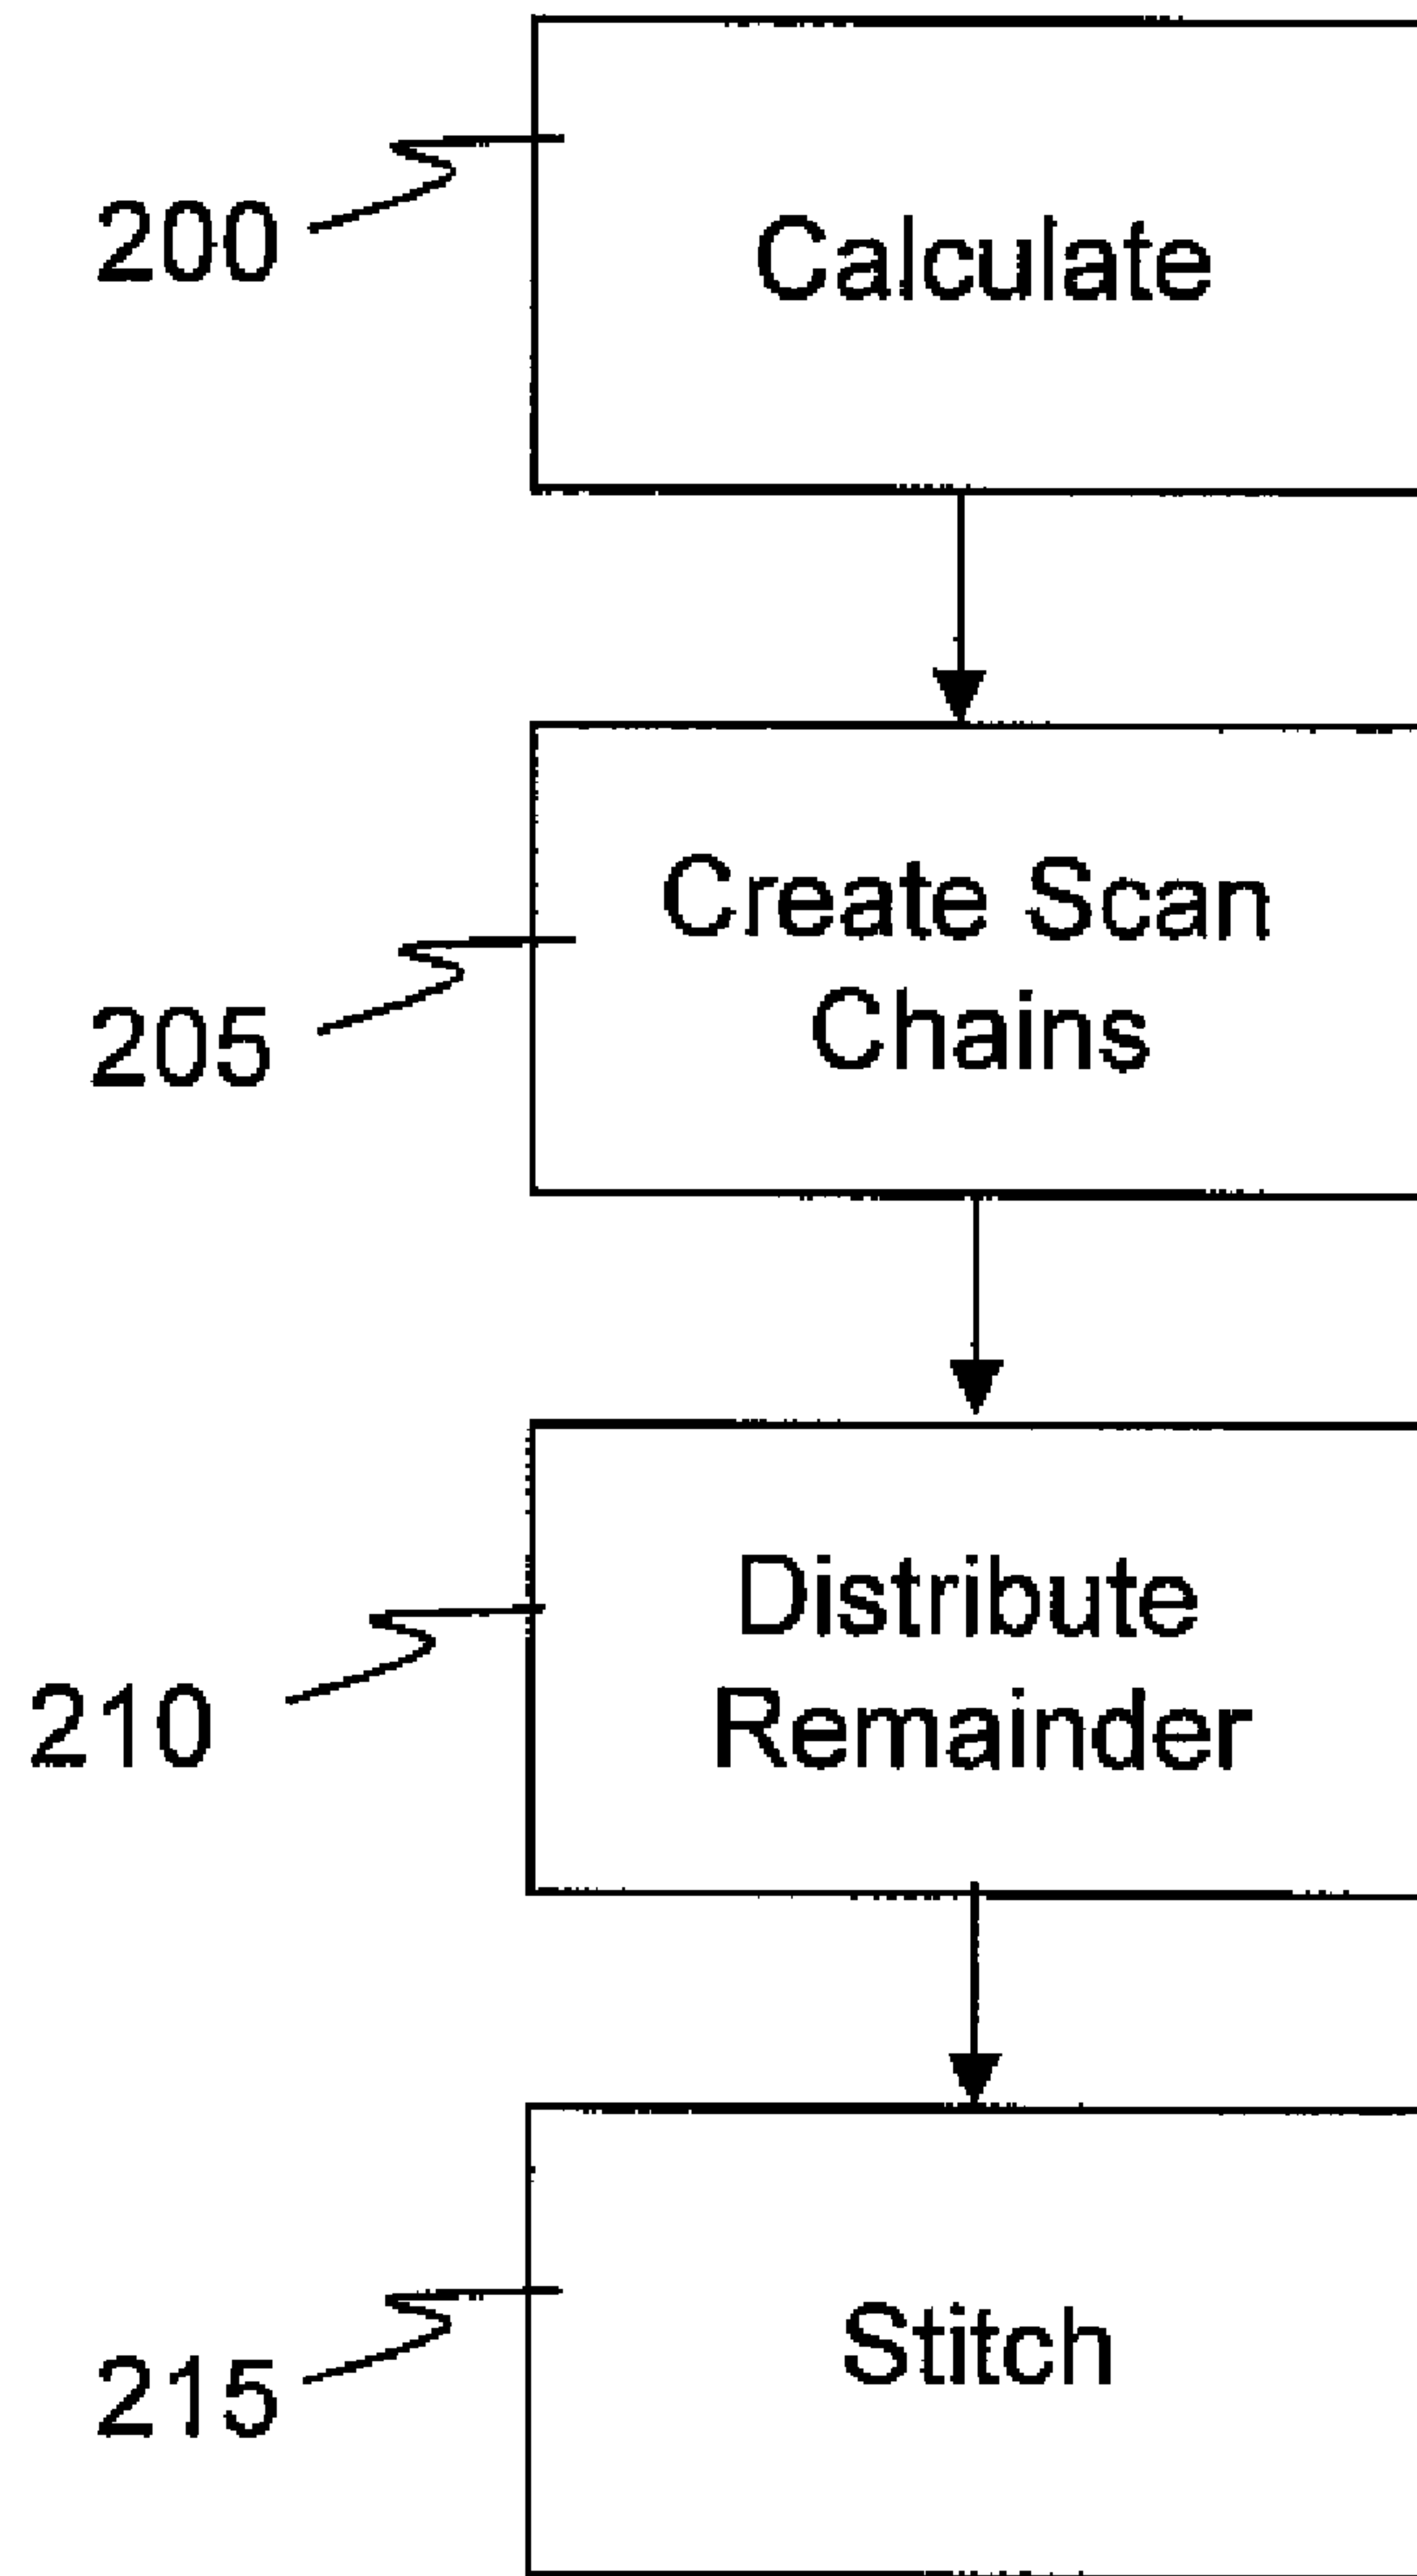 200
Calculate
Create Scan
Chains
205
Distribute
Remainder
210
Stitch
215